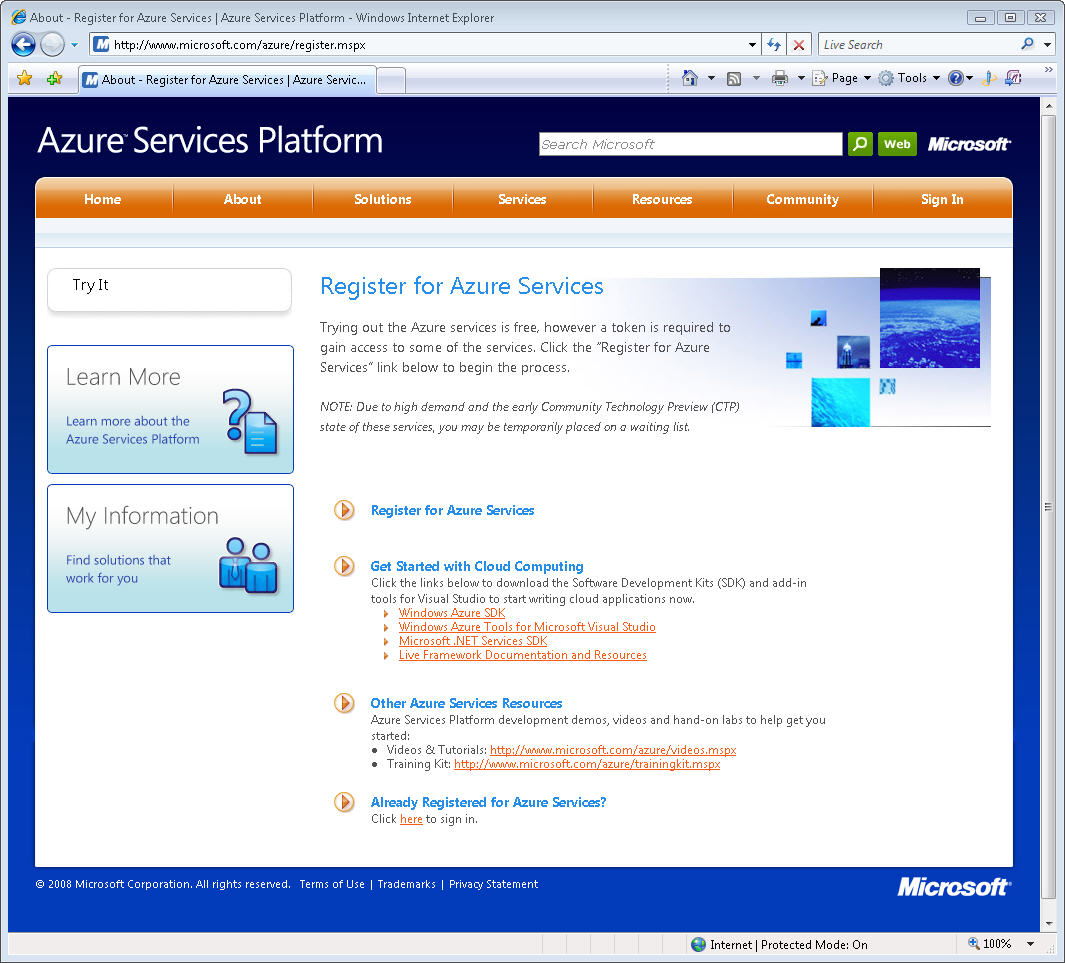 About - Register for Azure Services | Azure Services Platform - Windows Internet Explorer
http://www.microsoft.com/azure/register.mspx
Live Search
About - Register for Azure Services | Azure Servic...
Page
Tools
Azure™ Services Platform
Search Microsoft
Web
Microsoft
Home
About
Solutions
Services
Resources
Community
Sign In
Try It
Learn More
Learn more about the
Azure Services Platform
My Information
Find solutions that
work for you
Register for Azure Services
Trying out the Azure services is free, however a token is required to
gain access to some of the services. Click the "Register for Azure
Services" link below to begin the process.
NOTE: Due to high demand and the early Community Technology Preview (CTP)
state of these services, you may be temporarily placed on a waiting list.
Register for Azure Services
Get Started with Cloud Computing
Click the links below to download the Software Development Kits (SDK) and add-in
tools for Visual Studio to start writing cloud applications now.
Windows Azure SDK
Windows Azure Tools for Microsoft Visual Studio
Microsoft .NET Services SDK
Live Framework Documentation and Resources
Other Azure Services Resources
Azure Services Platform development demos, videos and hand-on labs to help get you
started:
• Videos & Tutorials: http://www.microsoft.com/azure/videos.mspx
• Training Kit: http://www.microsoft.com/azure/trainingkit.mspx
Already Registered for Azure Services?
Click here to sign in.
© 2008 Microsoft Corporation. All rights reserved. Terms of Use | Trademarks | Privacy Statement
Microsoft
Internet | Protected Mode: On
100%